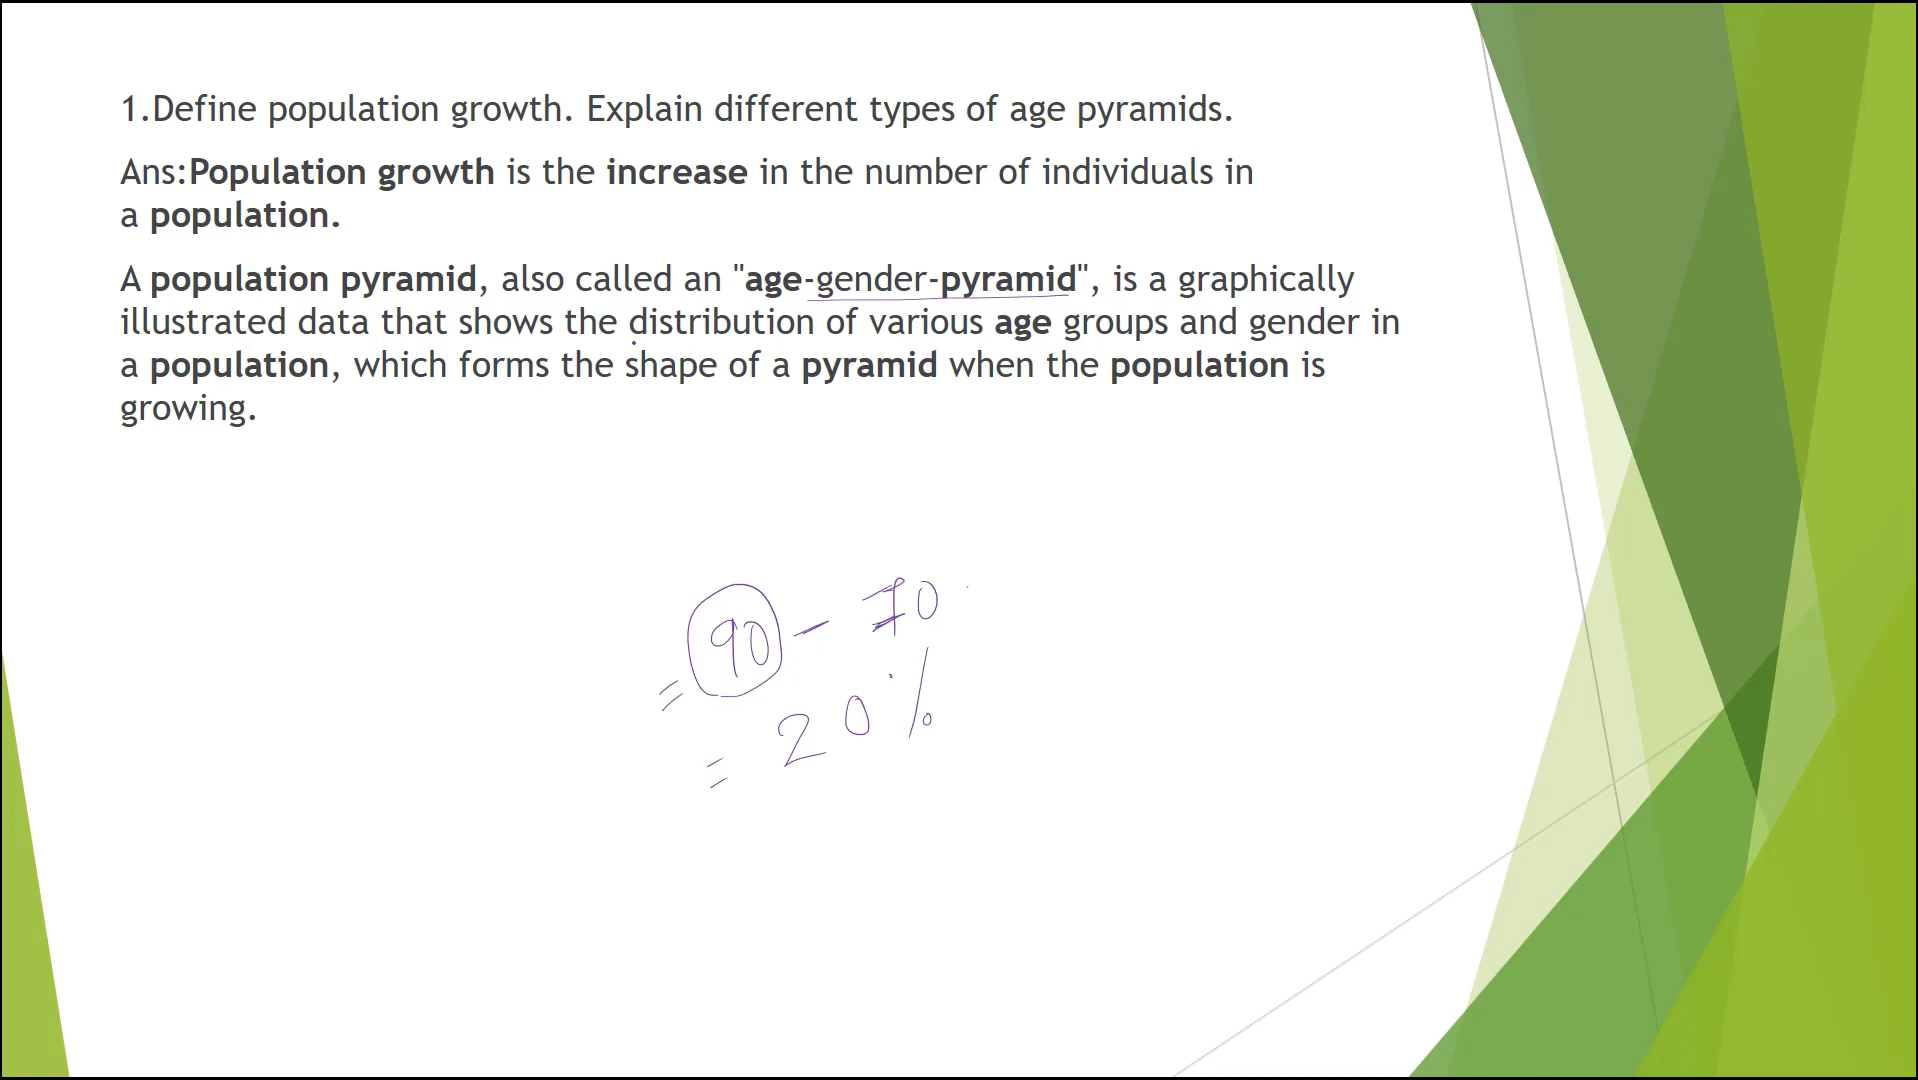 1.Define population growth. Explain different types of age pyramids.
Ans:Population growth is the increase in the number of individuals in
a population.
A population pyramid, also called an "age-gender-pyramid", is a graphically
illustrated data that shows the distribution of various age groups and gender in
a population, which forms the shape of a pyramid when the population is
growing.
= 90 - 70
= 20%